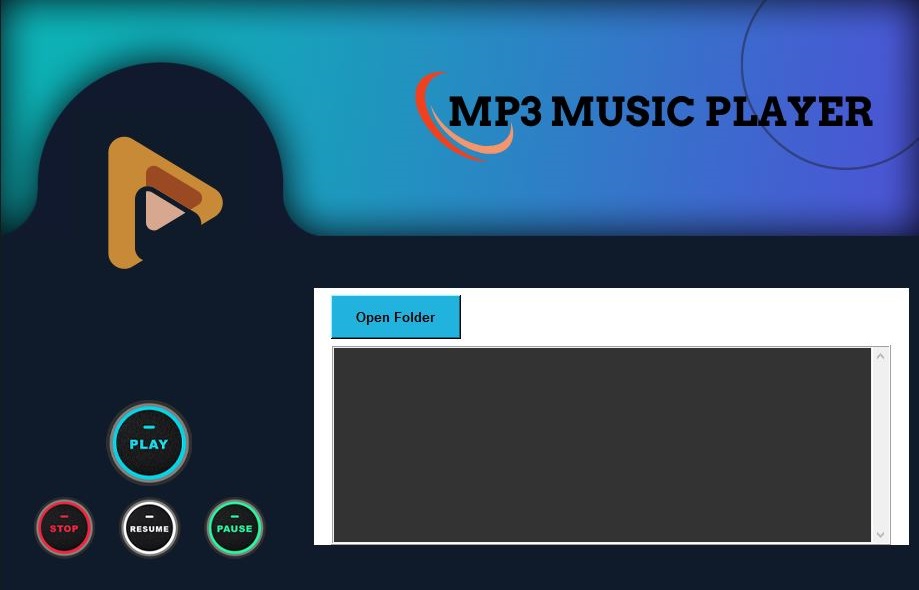 MP3 MUSIC PLAYER
Open Folder
PLAY
STOP
RESUME
PAUSE